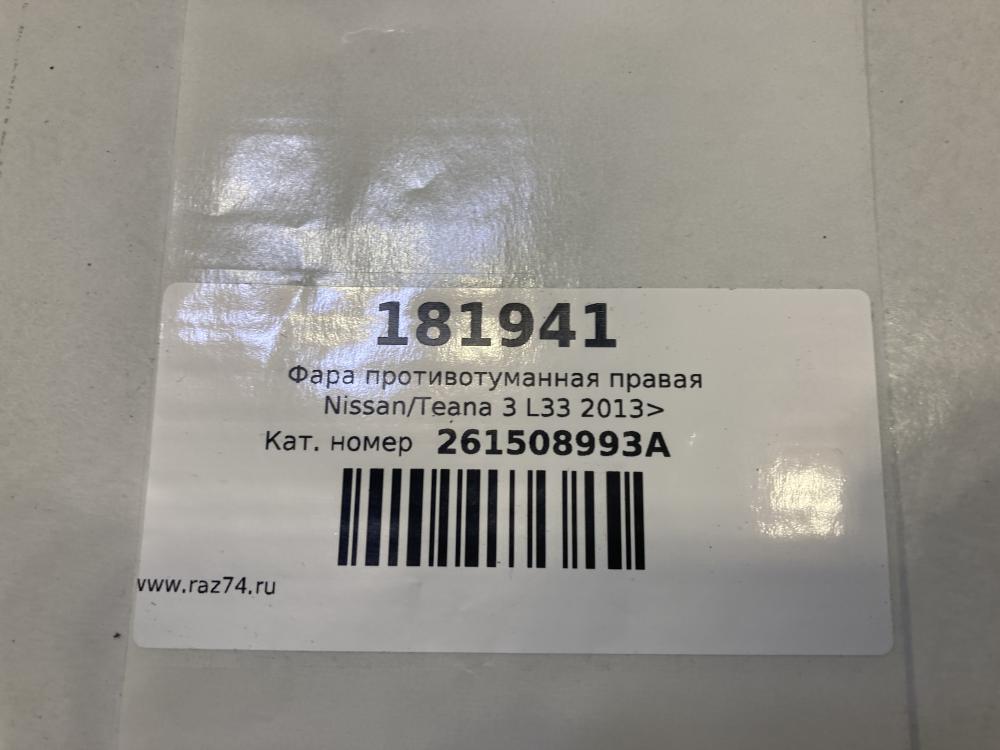 181941
Фара противотуманная правая
Nissan/Teana 3 L33 2013>
Кат. номер 261508993A
www.raz74.ru